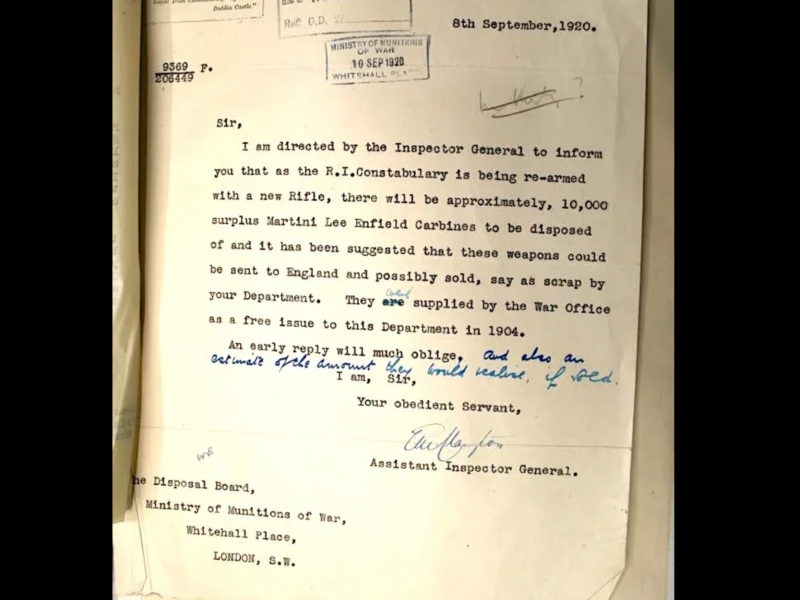 Dublin Castle."
Ref: C.D.
8th September, 1920.
MINISTRY OF MUNITIONS
OF WAR
10 SEP 1920
WHITEHALL PLACE
9369 F.
206449
Sir,
I am directed by the Inspector General to inform
you that as the R.I.Constabulary is being re-armed
with a new Rifle, there will be approximately, 10,000
surplus Martini Lee Enfield Carbines to be disposed
of and it has been suggested that these weapons could
be sent to England and possibly sold, say as scrap by
your Department. They are were supplied by the War Office
as a free issue to this Department in 1904.
An early reply will much oblige, and also an
estimate of the amount they would realise, if sold.
I am, Sir,
Your obedient Servant,
Assistant Inspector General.
The Disposal Board,
Ministry of Munitions of War,
Whitehall Place,
LONDON, S.W.